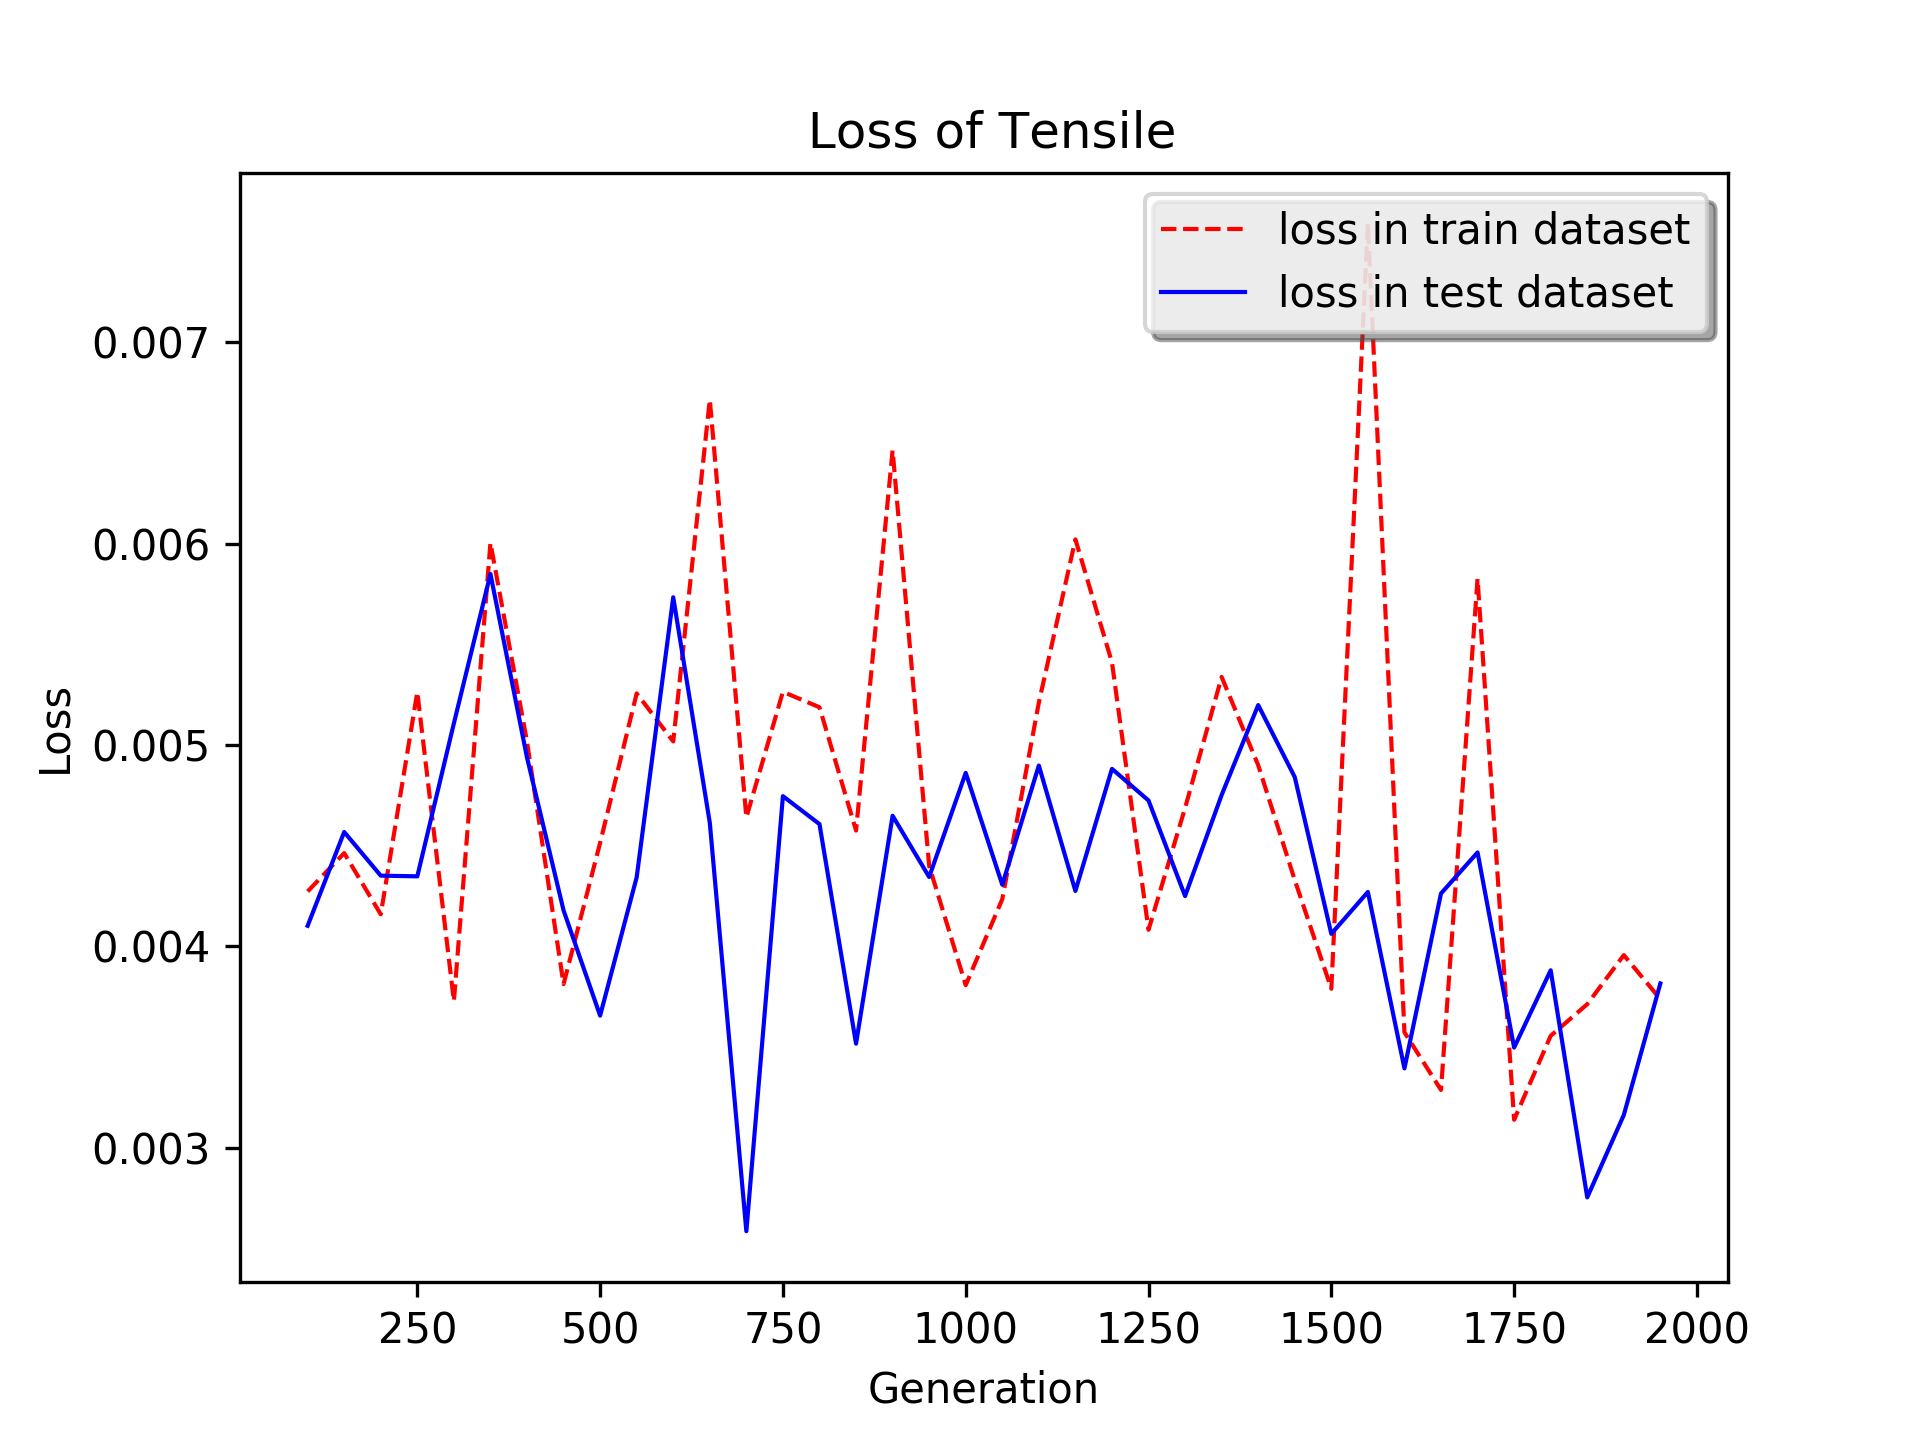 Loss of Tensile
loss in train dataset
loss in test dataset
0.007
0.006
0.005
0.004
0.003
Loss
250 500 750 1000 1250 1500 1750 2000
Generation